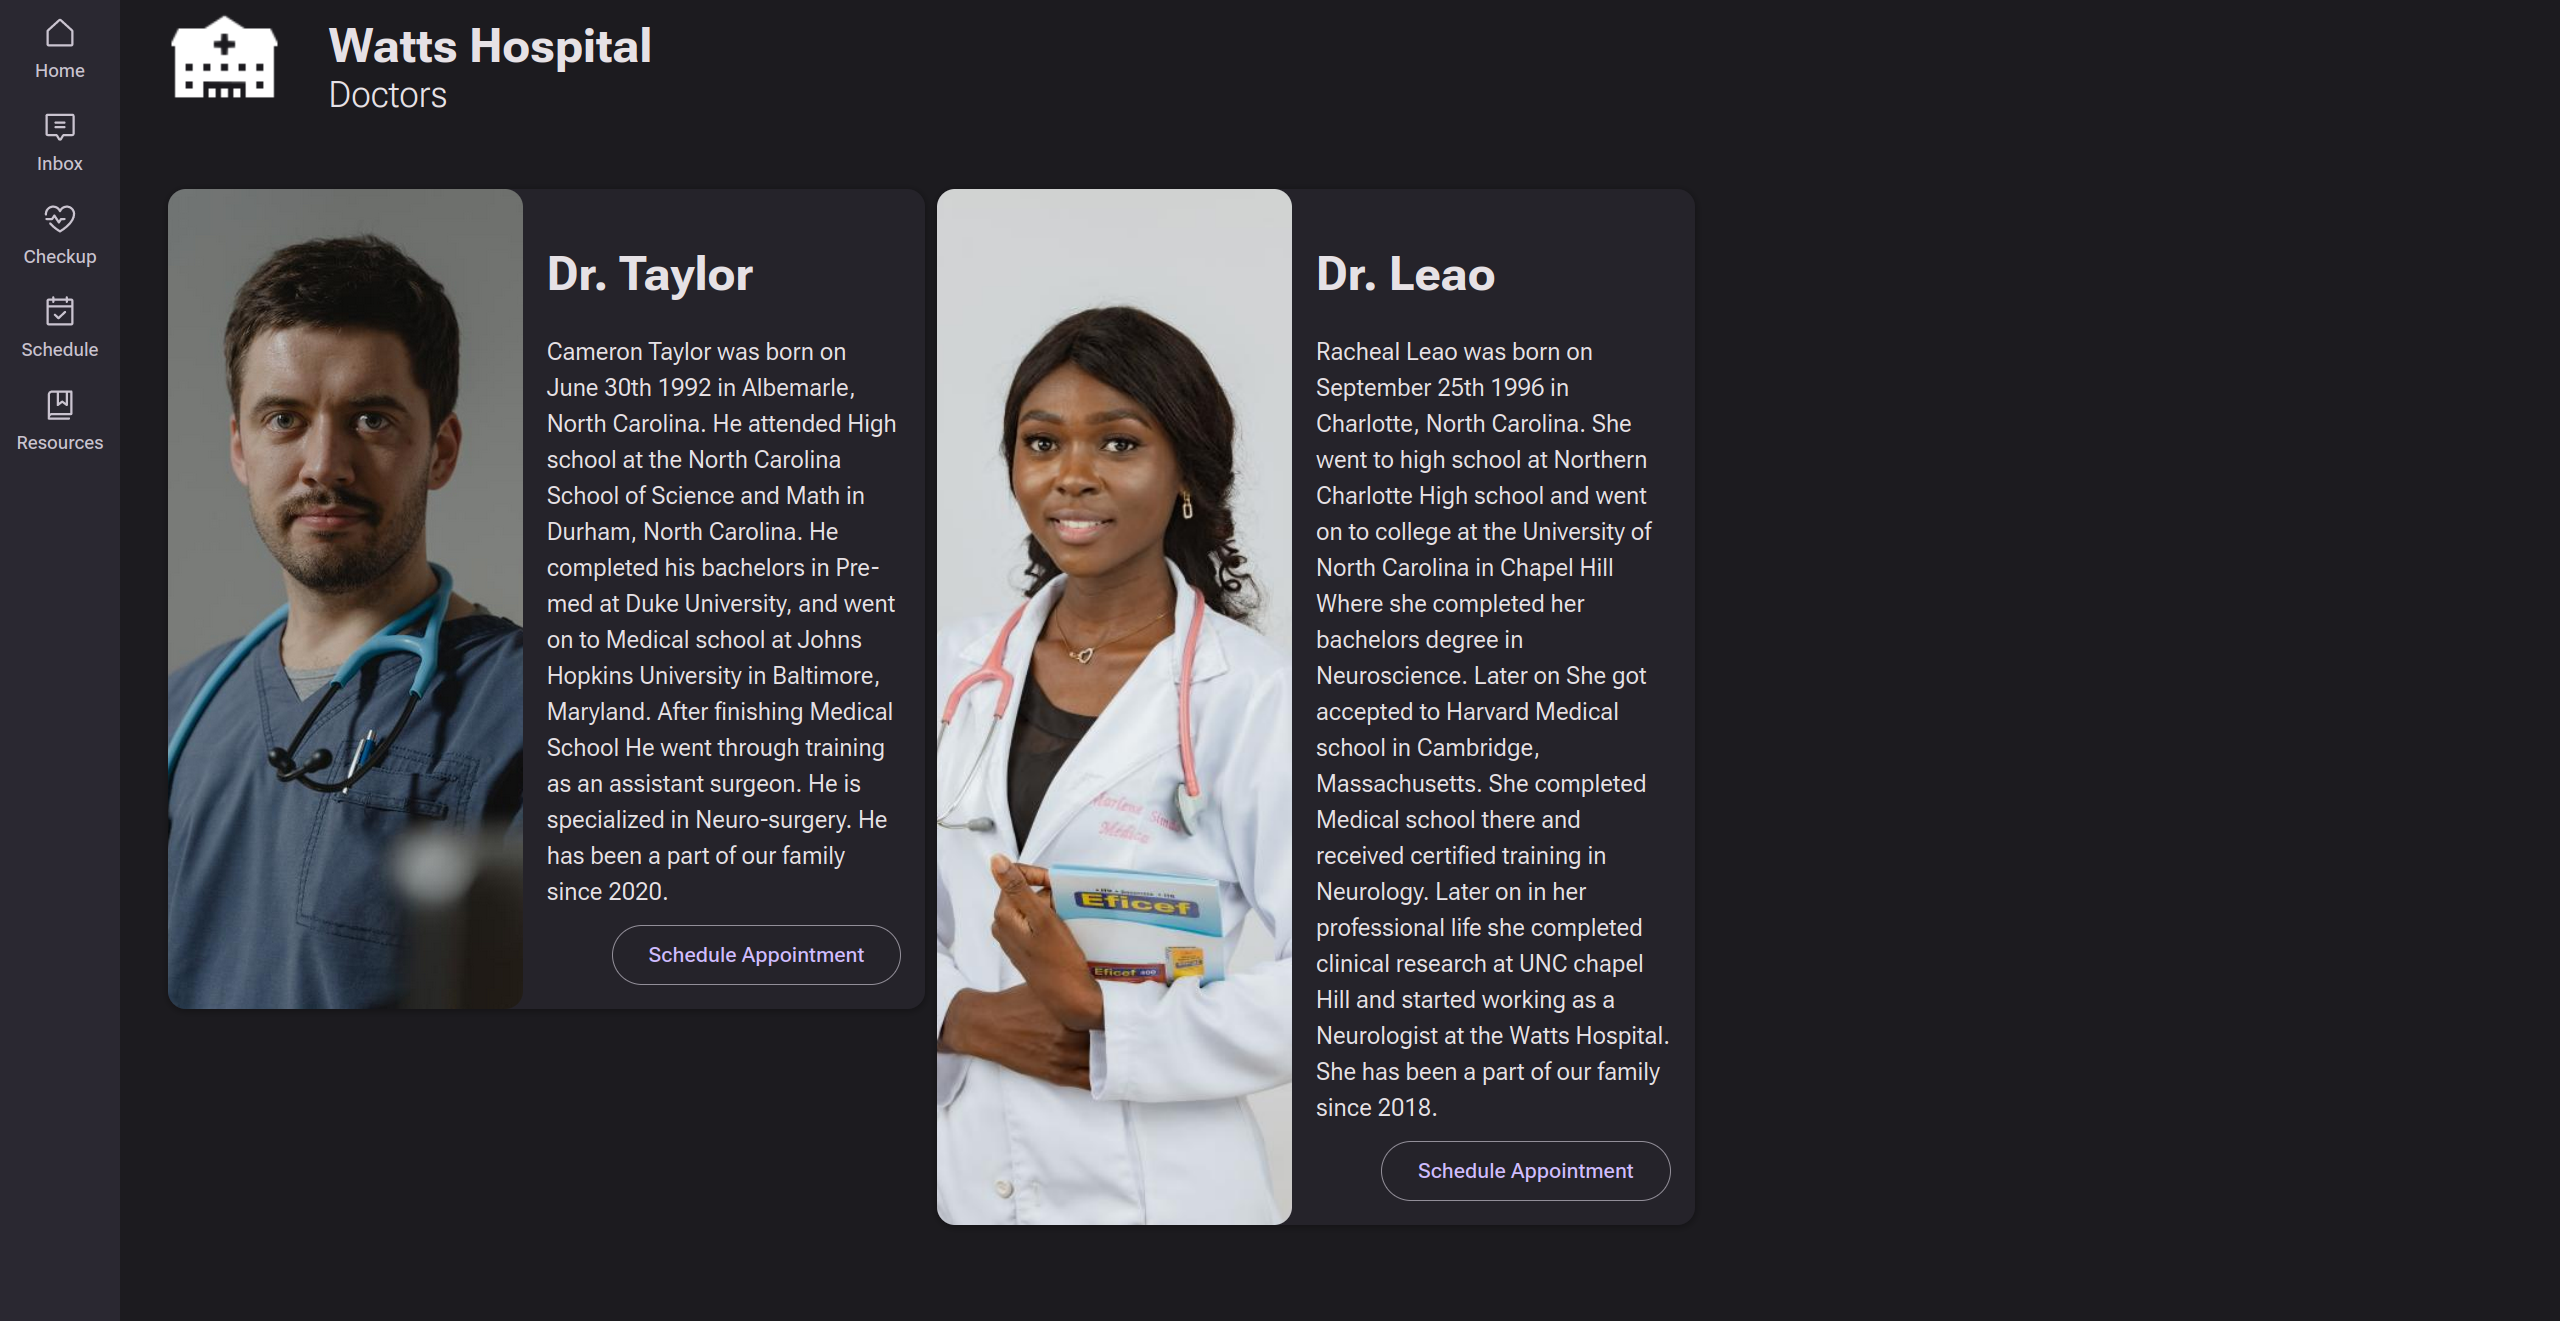 Home
Inbox
Checkup
Schedule
Resources
Watts Hospital
Doctors
Dr. Taylor
Cameron Taylor was born on
June 30th 1992 in Albemarle,
North Carolina. He attended High
school at the North Carolina
School of Science and Math in
Durham, North Carolina. He
completed his bachelors in Pre-
med at Duke University, and went
on to Medical school at Johns
Hopkins University in Baltimore,
Maryland. After finishing Medical
School He went through training
as an assistant surgeon. He is
specialized in Neuro-surgery. He
has been a part of our family
since 2020.
Schedule Appointment
Marlene
Médica
Eficef
Eficef 400
Dr. Leao
Racheal Leao was born on
September 25th 1996 in
Charlotte, North Carolina. She
went to high school at Northern
Charlotte High school and went
on to college at the University of
North Carolina in Chapel Hill
Where she completed her
bachelors degree in
Neuroscience. Later on She got
accepted to Harvard Medical
school in Cambridge,
Massachusetts. She completed
Medical school there and
received certified training in
Neurology. Later on in her
professional life she completed
clinical research at UNC chapel
Hill and started working as a
Neurologist at the Watts Hospital.
She has been a part of our family
since 2018.
Schedule Appointment